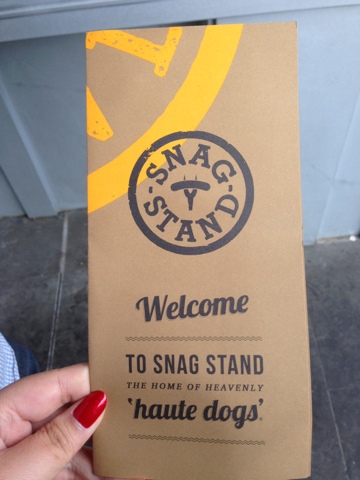 SNAG
STAND
Welcome
TO SNAG STAND
THE HOME OF HEAVENLY
'haute dogs'